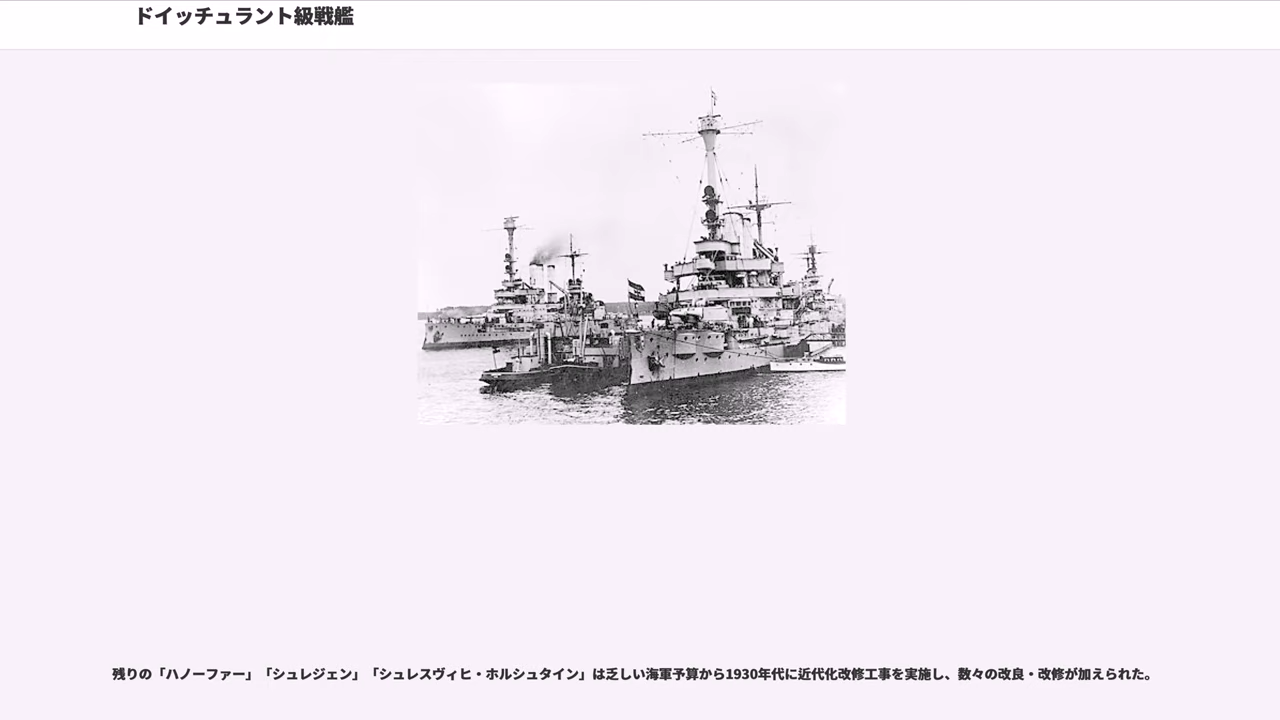 ドイッチュラント級戦艦
残りの「ハノーファー」「シュレジェン」「シュレスヴィヒ・ホルシュタイン」は乏しい海軍予算から1930年代に近代化改修工事を実施し、数々の改良・改修が加えられた。